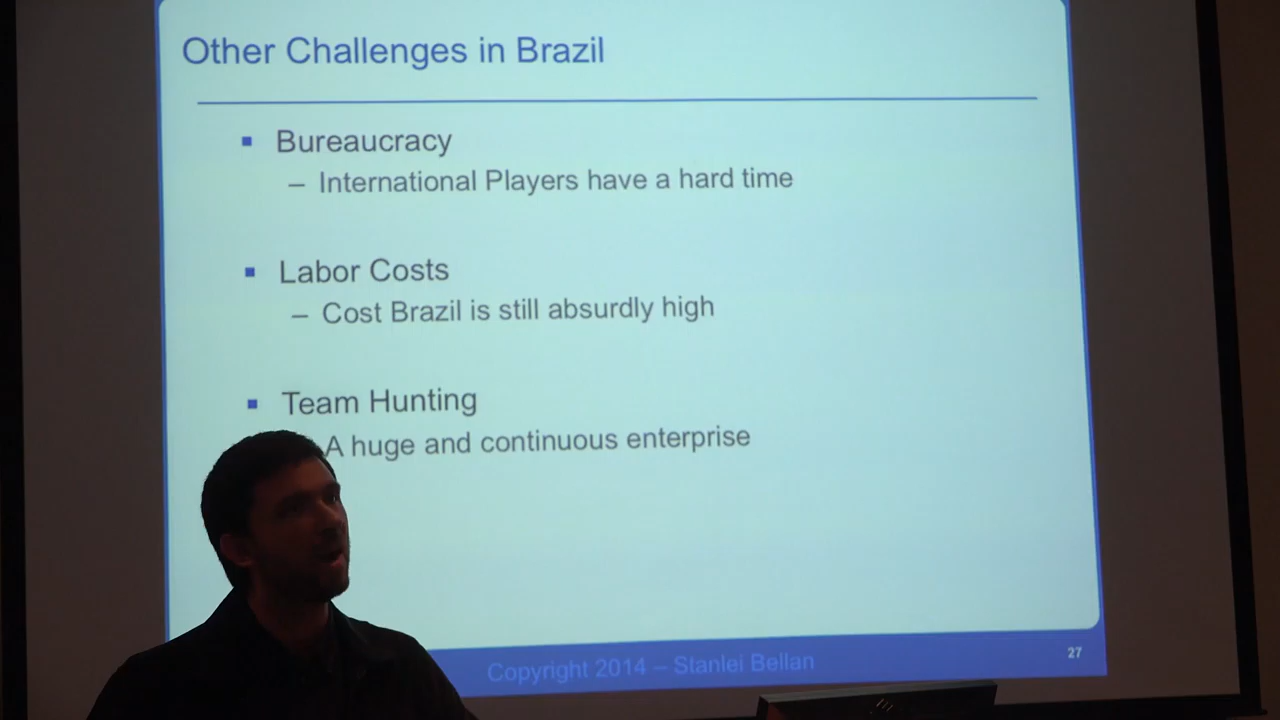 Other Challenges in Brazil
▪ Bureaucracy
– International Players have a hard time
▪ Labor Costs
– Cost Brazil is still absurdly high
▪ Team Hunting
A huge and continuous enterprise
Copyright 2014 – Stanlei Bellan
27